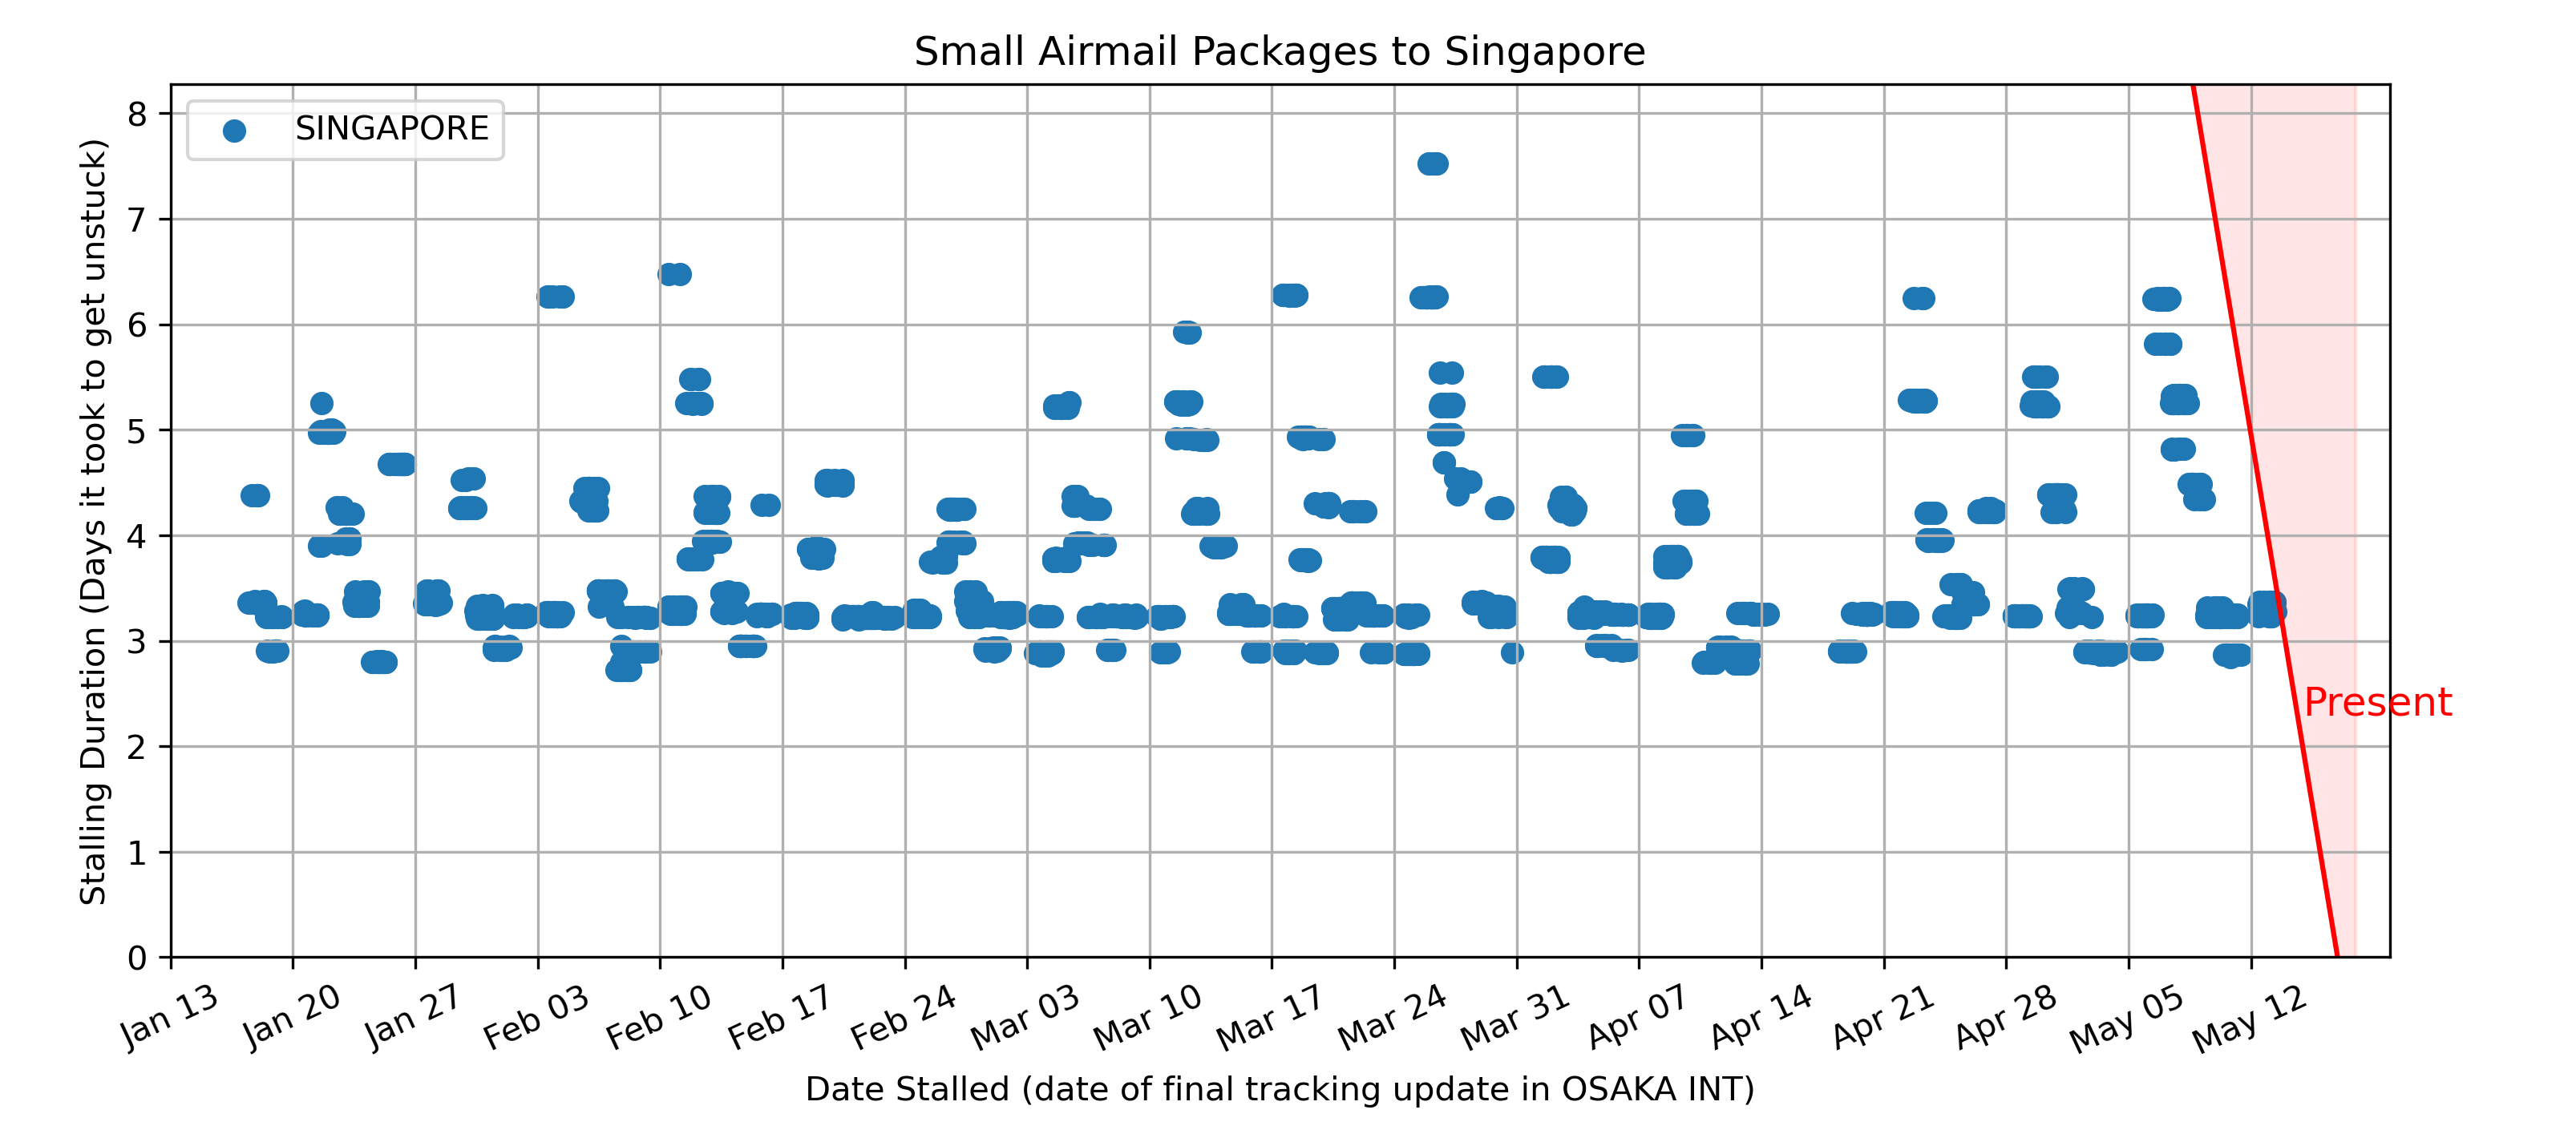 Small Airmail Packages to Singapore
SINGAPORE
Stalling Duration (Days it took to get unstuck)
8
7
6
5
4
3
2
1
0
Present
Jan 13
Jan 20
Jan 27
Feb 03
Feb 10
Feb 17
Feb 24
Mar 03
Mar 10
Mar 17
Mar 24
Mar 31
Apr 07
Apr 14
Apr 21
Apr 28
May 05
May 12
Date Stalled (date of final tracking update in OSAKA INT)